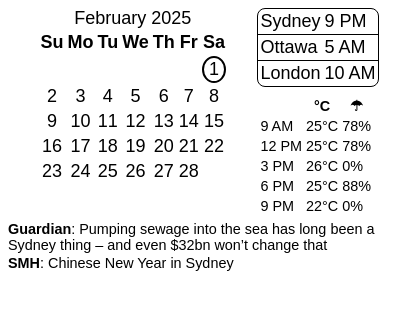 February 2025
Su Mo Tu We Th Fr Sa
1
2 3 4 5 6 7 8
9 10 11 12 13 14 15
16 17 18 19 20 21 22
23 24 25 26 27 28
Sydney 9 PM
Ottawa 5 AM
London 10 AM
°C ☂
9 AM 25°C 78%
12 PM 25°C 78%
3 PM 26°C 0%
6 PM 25°C 88%
9 PM 22°C 0%
Guardian: Pumping sewage into the sea has long been a
Sydney thing – and even $32bn won’t change that
SMH: Chinese New Year in Sydney